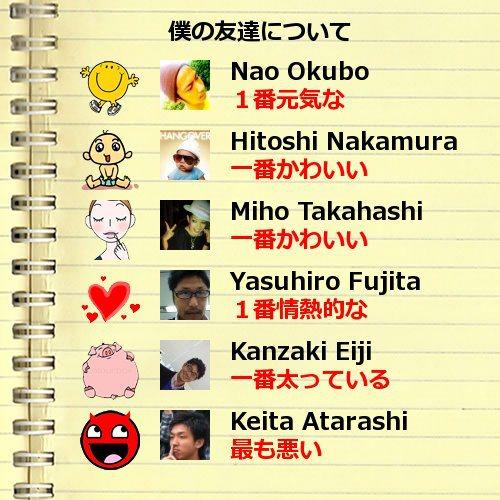 僕の友達について
Nao Okubo
１番元気な
HANGOVER
Hitoshi Nakamura
一番かわいい
Miho Takahashi
一番かわいい
Yasuhiro Fujita
１番情熱的な
Kanzaki Eiji
一番太っている
Keita Atarashi
最も悪い